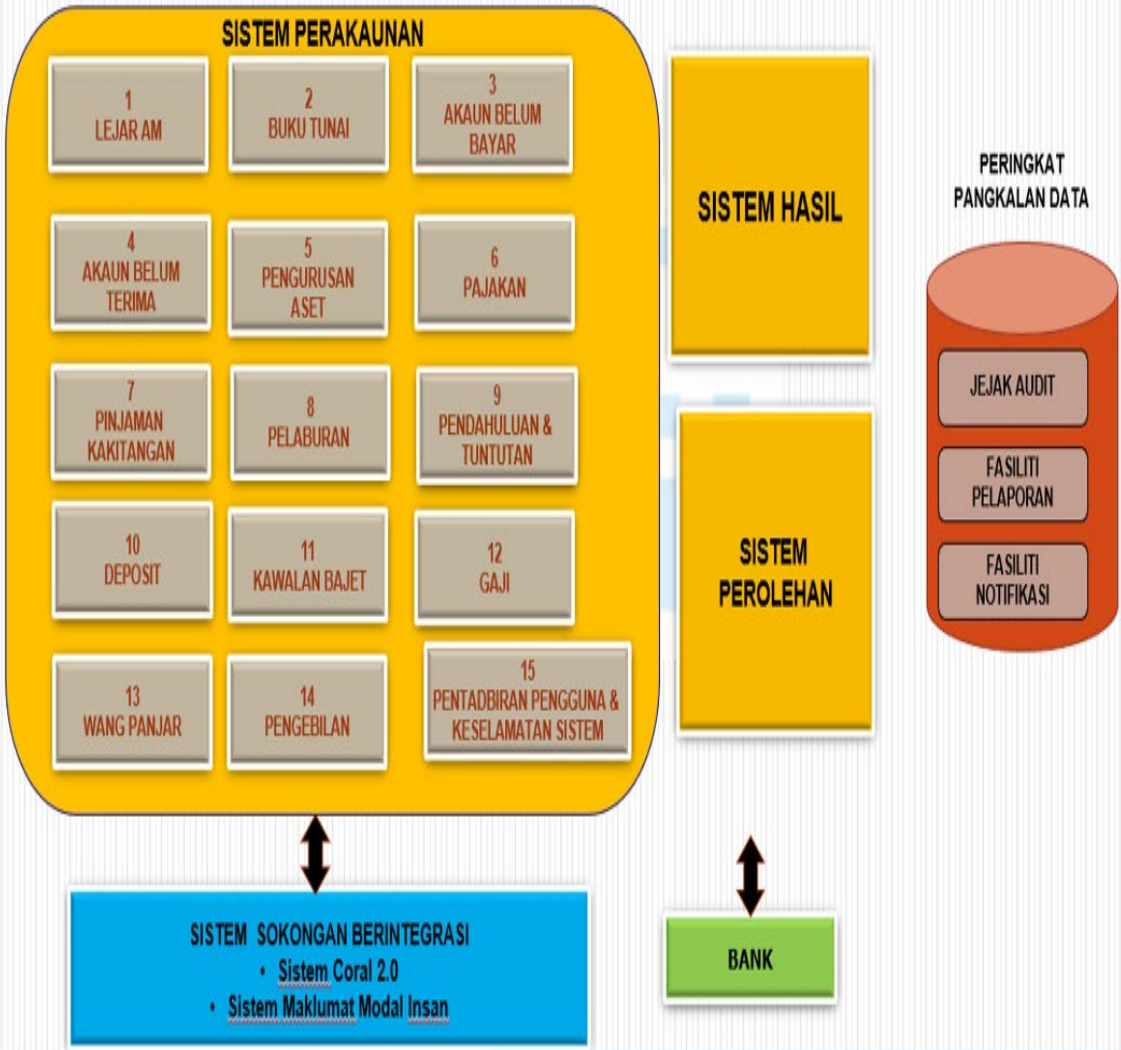 SISTEM PERAKAUNAN
1
LEJAR AM
2
BUKU TUNAI
3
AKAUN BELUM
BAYAR
4
AKAUN BELUM
TERIMA
5
PENGURUSAN
ASET
6
PAJAKAN
7
PINJAMAN
KAKITANGAN
8
PELABURAN
9
PENDAHULUAN &
TUNTUTAN
10
DEPOSIT
11
KAWALAN BAJET
12
GAJI
13
WANG PANJAR
14
PENGEBILAN
15
PENTADBIRAN PENGGUNA &
KESELAMATAN SISTEM
SISTEM HASIL
SISTEM
PEROLEHAN
PERINGKAT
PANGKALAN DATA
JEJAK AUDIT
FASILITI
PELAPORAN
FASILITI
NOTIFIKASI
SISTEM SOKONGAN BERINTEGRASI
• Sistem Coral 2.0
• Sistem Maklumat Modal Insan
BANK